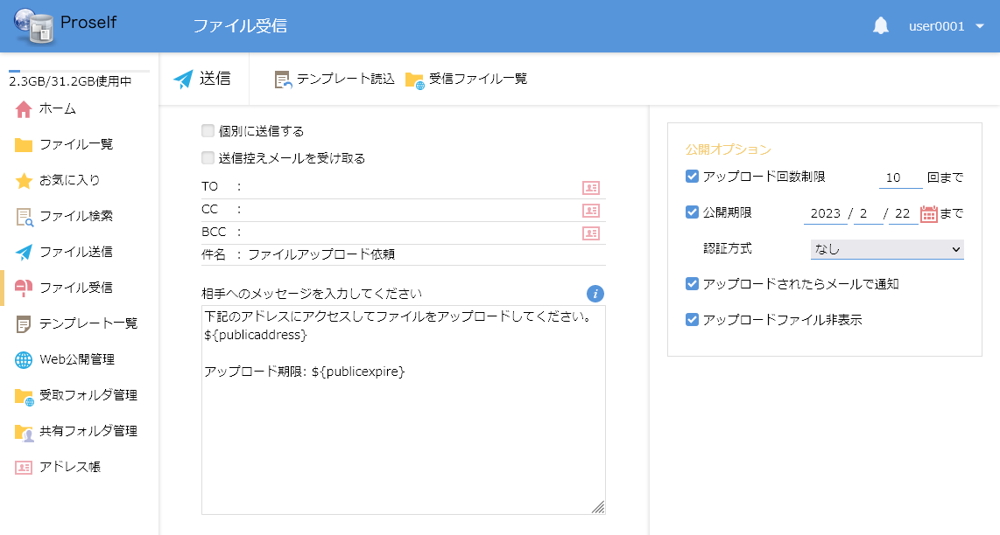 Proself
ファイル受信
user0001
2.3GB/31.2GB使用中
ホーム
ファイル一覧
お気に入り
ファイル検索
ファイル送信
ファイル受信
テンプレート一覧
Web公開管理
受取フォルダ管理
共有フォルダ管理
アドレス帳
送信
テンプレート読込
受信ファイル一覧
個別に送信する
送信控えメールを受け取る
TO :
CC :
BCC :
件名 : ファイルアップロード依頼
相手へのメッセージを入力してください
下記のアドレスにアクセスしてファイルをアップロードしてください。
${publicaddress}
アップロード期限: ${publicexpire}
公開オプション
アップロード回数制限 10 回まで
公開期限 2023 / 2 / 22 まで
認証方式 なし
アップロードされたらメールで通知
アップロードファイル非表示